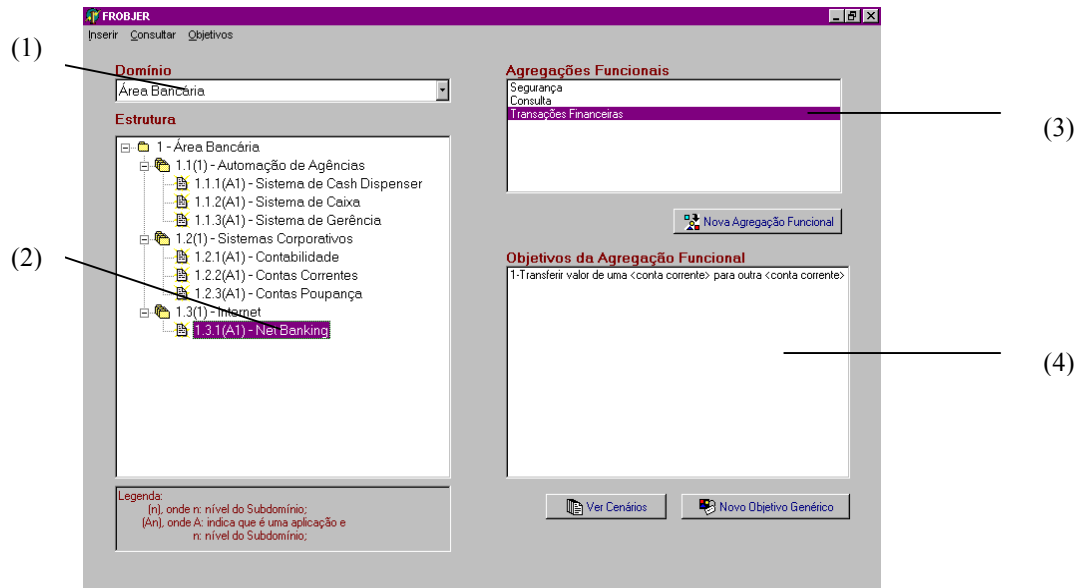 FROBJER
Inserir Consultar Objetivos
(1)
Domínio
Área Bancária
Estrutura
1 - Área Bancária
1.1(1) - Automação de Agências
1.1.1(A1) - Sistema de Cash Dispenser
1.1.2(A1) - Sistema de Caixa
1.1.3(A1) - Sistema de Gerência
1.2(1) - Sistemas Corporativos
(2)
1.2.1(A1) - Contabilidade
1.2.2(A1) - Contas Correntes
1.2.3(A1) - Contas Poupança
1.3(1) - Internet
1.3.1(A1) - Net Banking
Legenda:
(n), onde n: nível do Subdomínio;
(An), onde A: indica que é uma aplicação e
n: nível do Subdomínio;
Agregações Funcionais
Segurança
Consulta
Transações Financeiras
(3)
Nova Agregação Funcional
Objetivos da Agregação Funcional
1-Transferir valor de uma <conta corrente> para outra <conta corrente>
(4)
Ver Cenários
Novo Objetivo Genérico